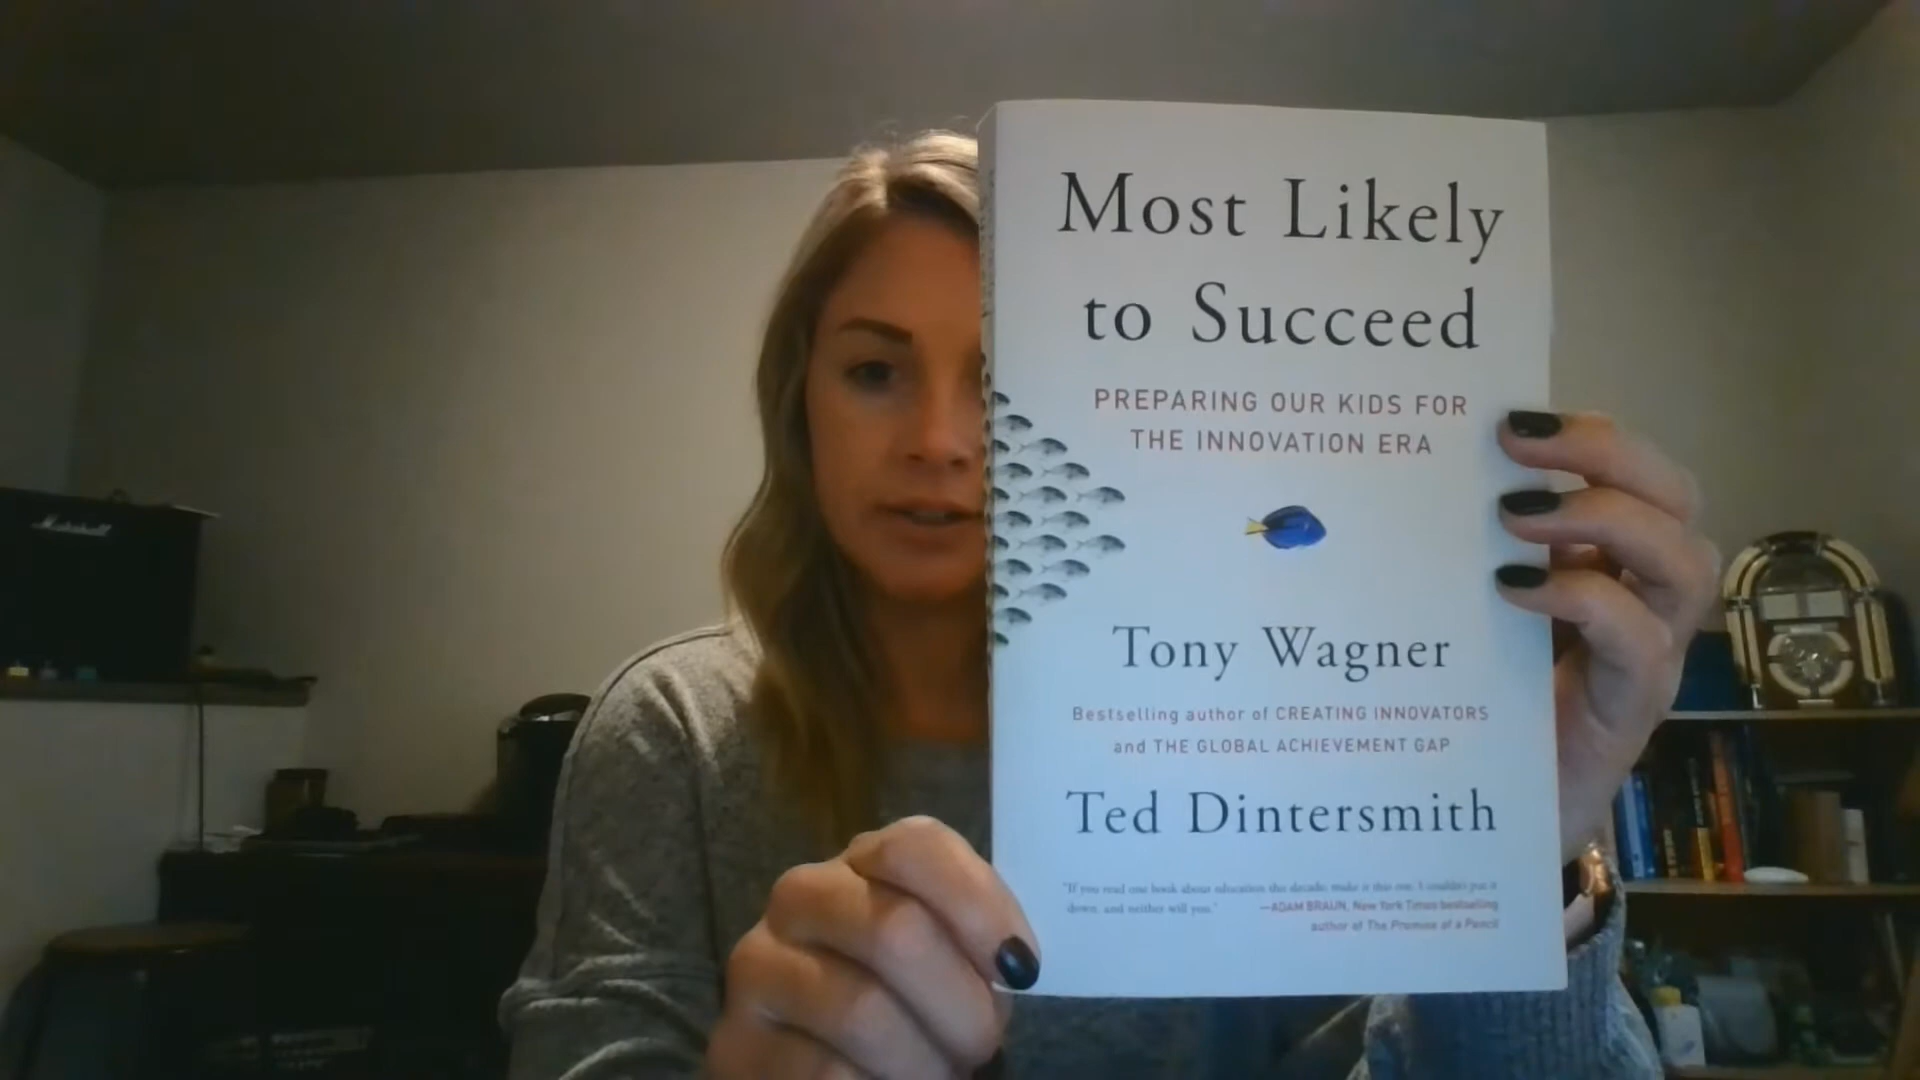 Most Likely
to Succeed
PREPARING OUR KIDS FOR
THE INNOVATION ERA
Tony Wagner
Bestselling author of CREATING INNOVATORS
and THE GLOBAL ACHIEVEMENT GAP
Ted Dintersmith
"If you read one book about education this decade, make it this one. I couldn't put it
down, and neither will you."
—ADAM BRAUN, New York Times bestselling
author of The Promise of a Pencil
Marshall